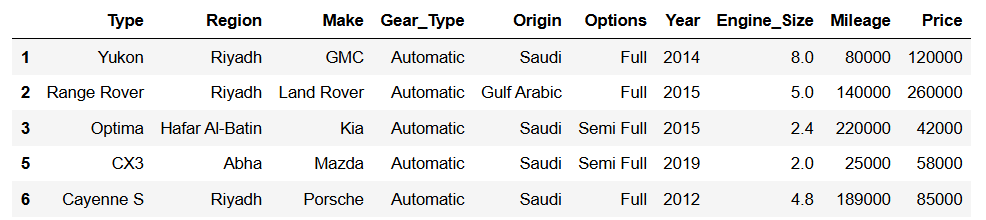 Type Region Make Gear_Type Origin Options Year Engine_Size Mileage Price
1 Yukon Riyadh GMC Automatic Saudi Full 2014 8.0 80000 120000
2 Range Rover Riyadh Land Rover Automatic Gulf Arabic Full 2015 5.0 140000 260000
3 Optima Hafar Al-Batin Kia Automatic Saudi Semi Full 2015 2.4 220000 42000
5 CX3 Abha Mazda Automatic Saudi Semi Full 2019 2.0 25000 58000
6 Cayenne S Riyadh Porsche Automatic Saudi Full 2012 4.8 189000 85000